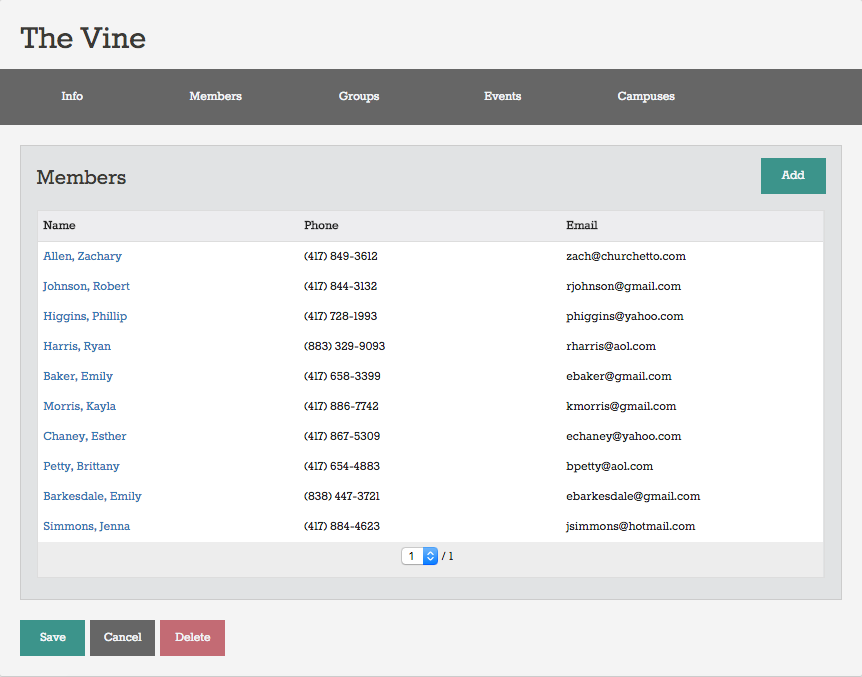 The Vine
Info Members Groups Events Campuses
Members Add
Name Phone Email
Allen, Zachary (417) 849-3612 zach@churchetto.com
Johnson, Robert (417) 844-3132 rjohnson@gmail.com
Higgins, Phillip (417) 728-1993 phiggins@yahoo.com
Harris, Ryan (883) 329-9093 rharris@aol.com
Baker, Emily (417) 658-3399 ebaker@gmail.com
Morris, Kayla (417) 886-7742 kmorris@gmail.com
Chaney, Esther (417) 867-5309 echaney@yahoo.com
Petty, Brittany (417) 654-4883 bpetty@aol.com
Barkesdale, Emily (838) 447-3721 ebarkesdale@gmail.com
Simmons, Jenna (417) 884-4623 jsimmons@hotmail.com
1 / 1
Save Cancel Delete